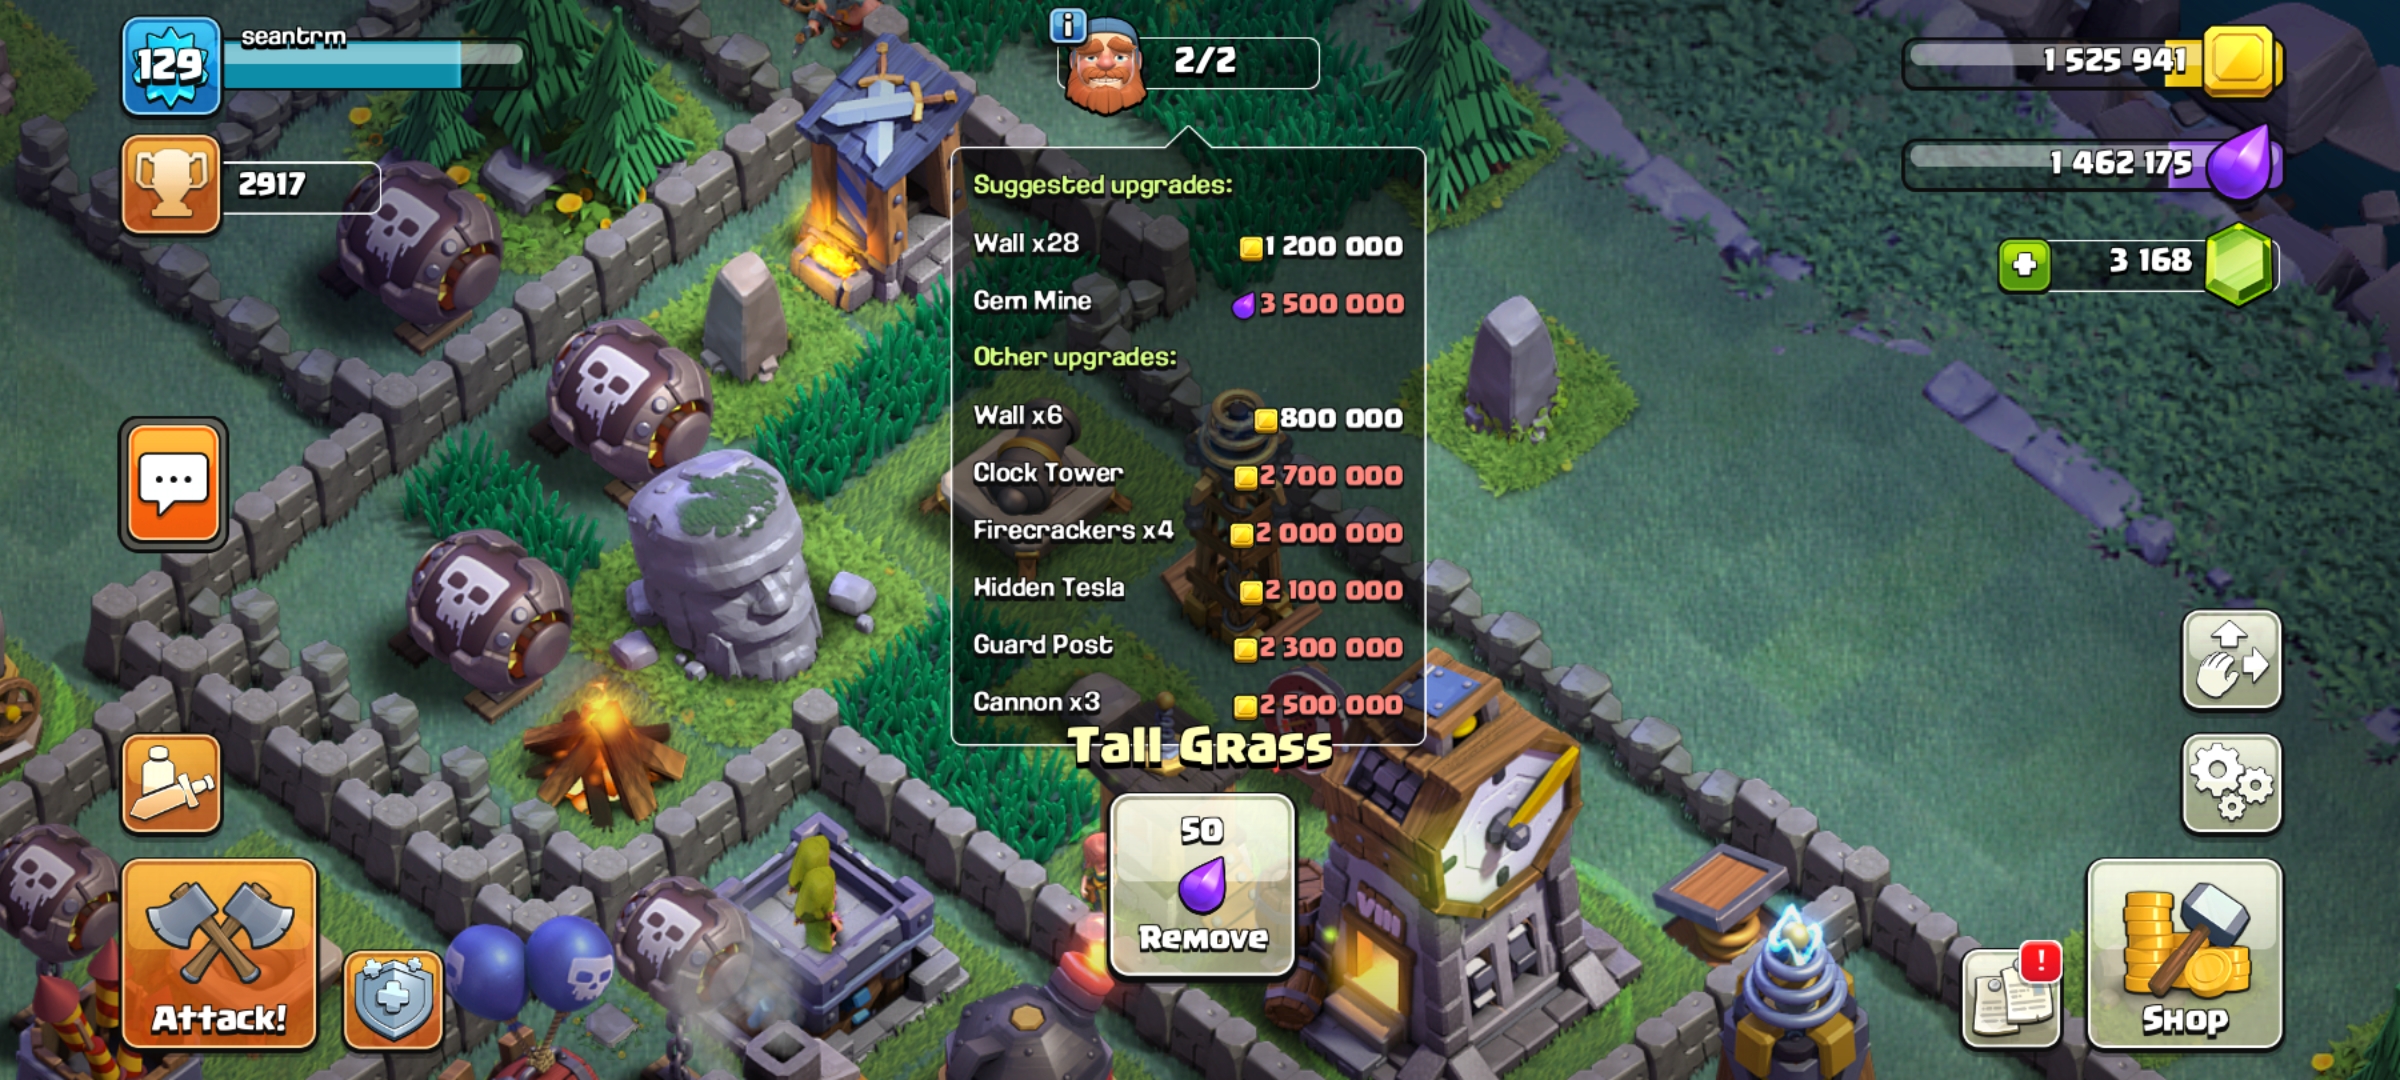 129
seantrm
2917
i
2/2
1 525 941
1 462 175
3 168
Suggested upgrades:
Wall x28 1 200 000
Gem Mine 3 500 000
Other upgrades:
Wall x6 800 000
Clock Tower 2 700 000
Firecrackers x4 2 000 000
Hidden Tesla 2 100 000
Guard Post 2 300 000
Cannon x3 2 500 000
Tall Grass
50
Remove
VIII
Attack!
!
Shop